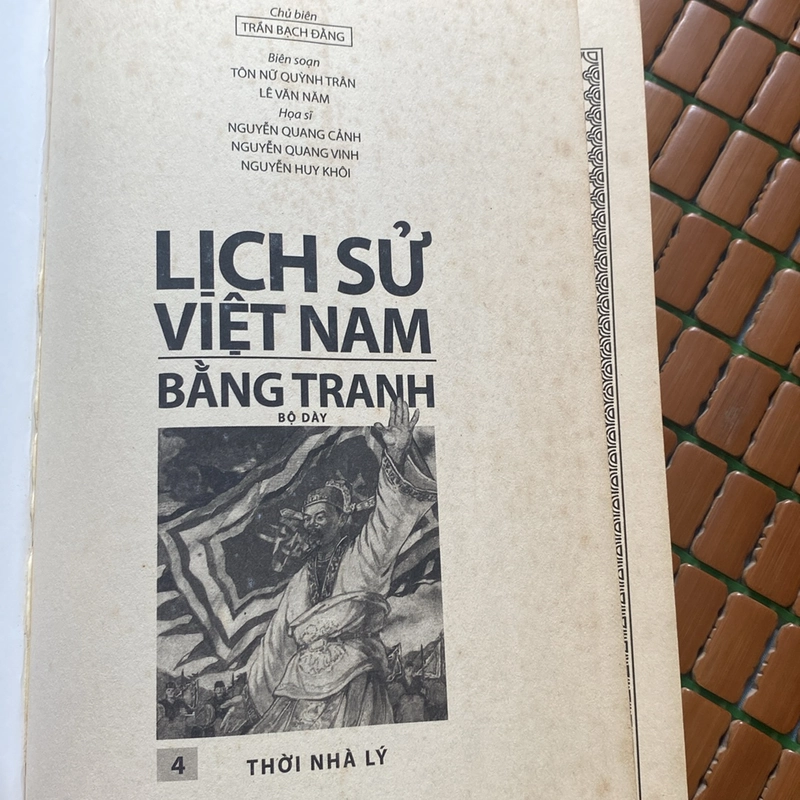 Chủ biên
TRẦN BẠCH ĐẰNG
Biên soạn
TÔN NỮ QUỲNH TRÂN
LÊ VĂN NĂM
Họa sĩ
NGUYỄN QUANG CẢNH
NGUYỄN QUANG VINH
NGUYỄN HUY KHÔI
LỊCH SỬ
VIỆT NAM
BẰNG TRANH
BỘ DÀY
4 THỜI NHÀ LÝ